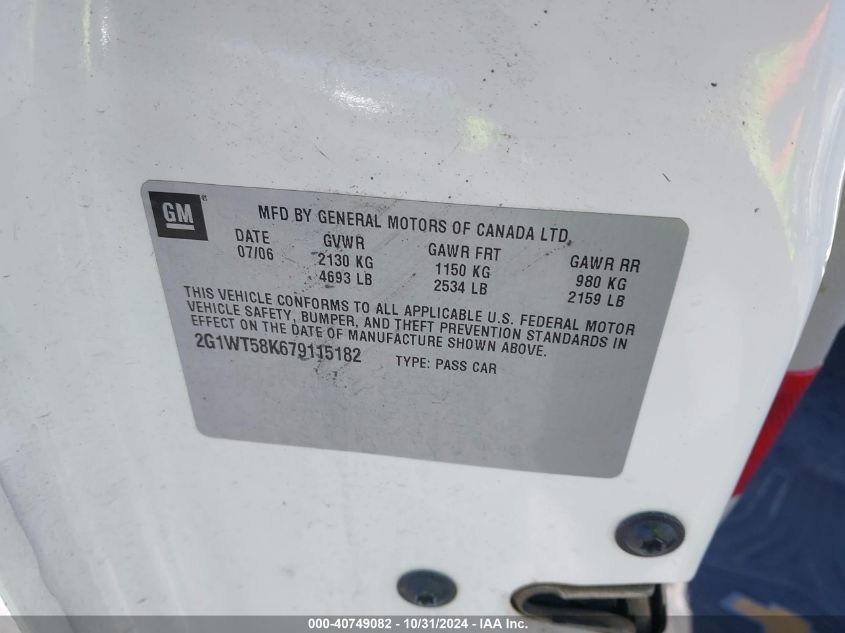 GM ®
MFD BY GENERAL MOTORS OF CANADA LTD
DATE GVWR GAWR FRT GAWR RR
07/06 2130 KG 1150 KG 980 KG
4693 LB 2534 LB 2159 LB
THIS VEHICLE CONFORMS TO ALL APPLICABLE U.S. FEDERAL MOTOR
VEHICLE SAFETY, BUMPER, AND THEFT PREVENTION STANDARDS IN
EFFECT ON THE DATE OF MANUFACTURE SHOWN ABOVE.
2G1WT58K679115182 TYPE: PASS CAR
000-40749082 - 10/31/2024 - IAA Inc.